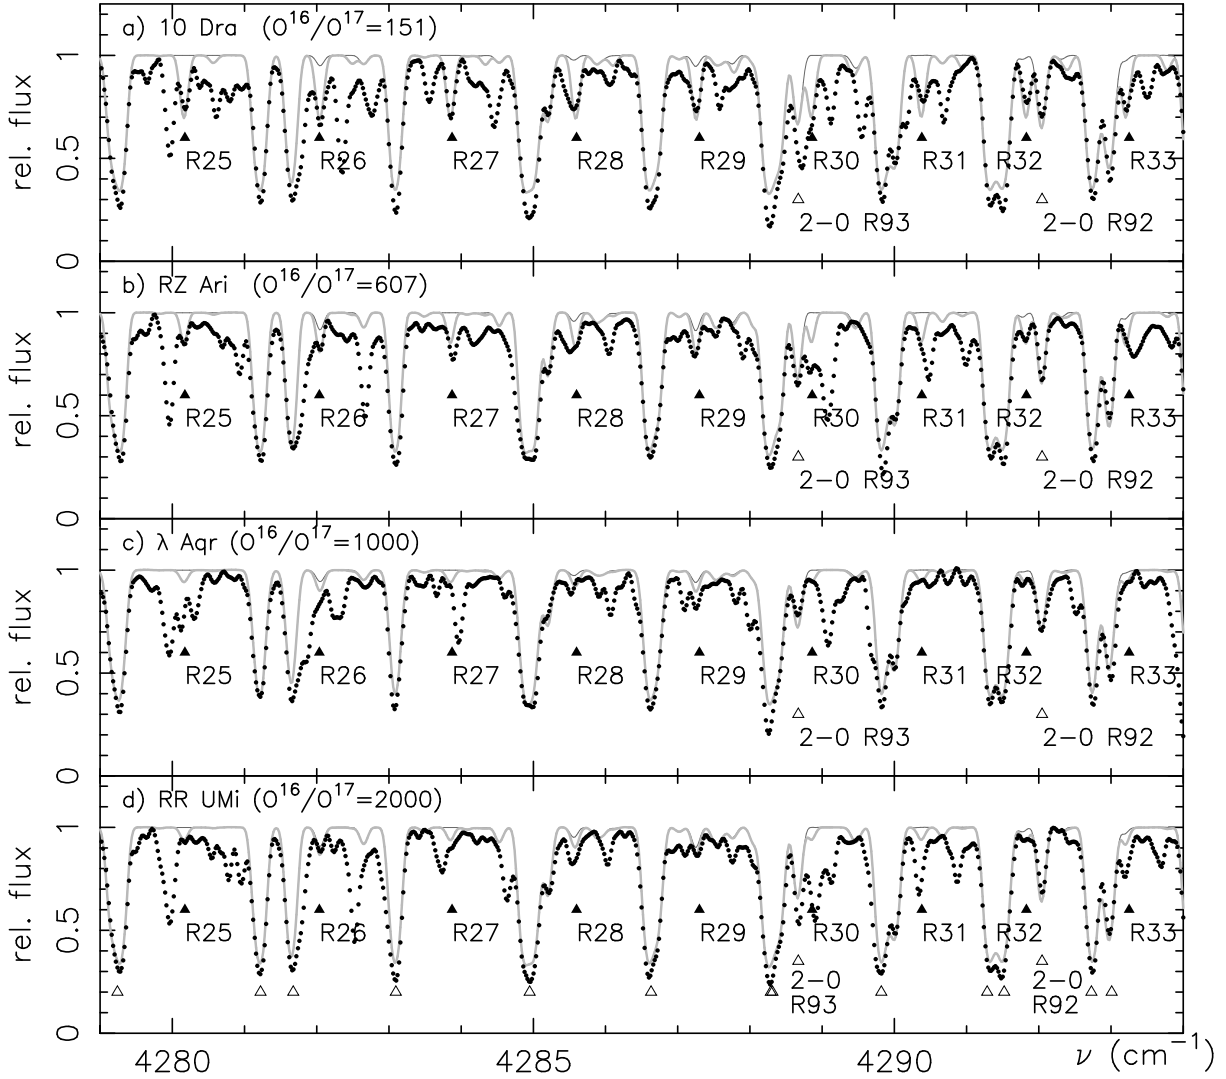 a) 10 Dra (O¹⁶/O¹⁷=151)
1
0.5
0
rel. flux
R25 R26 R27 R28 R29 R30 R31 R32 R33
2-0 R93 2-0 R92
b) RZ Ari (O¹⁶/O¹⁷=607)
1
0.5
0
rel. flux
R25 R26 R27 R28 R29 R30 R31 R32 R33
2-0 R93 2-0 R92
c) λ Aqr (O¹⁶/O¹⁷=1000)
1
0.5
0
rel. flux
R25 R26 R27 R28 R29 R30 R31 R32 R33
2-0 R93 2-0 R92
d) RR UMi (O¹⁶/O¹⁷=2000)
1
0.5
0
rel. flux
R25 R26 R27 R28 R29 R30 R31 R32 R33
2-0 2-0
R93 R92
4280 4285 4290 ν (cm⁻¹)